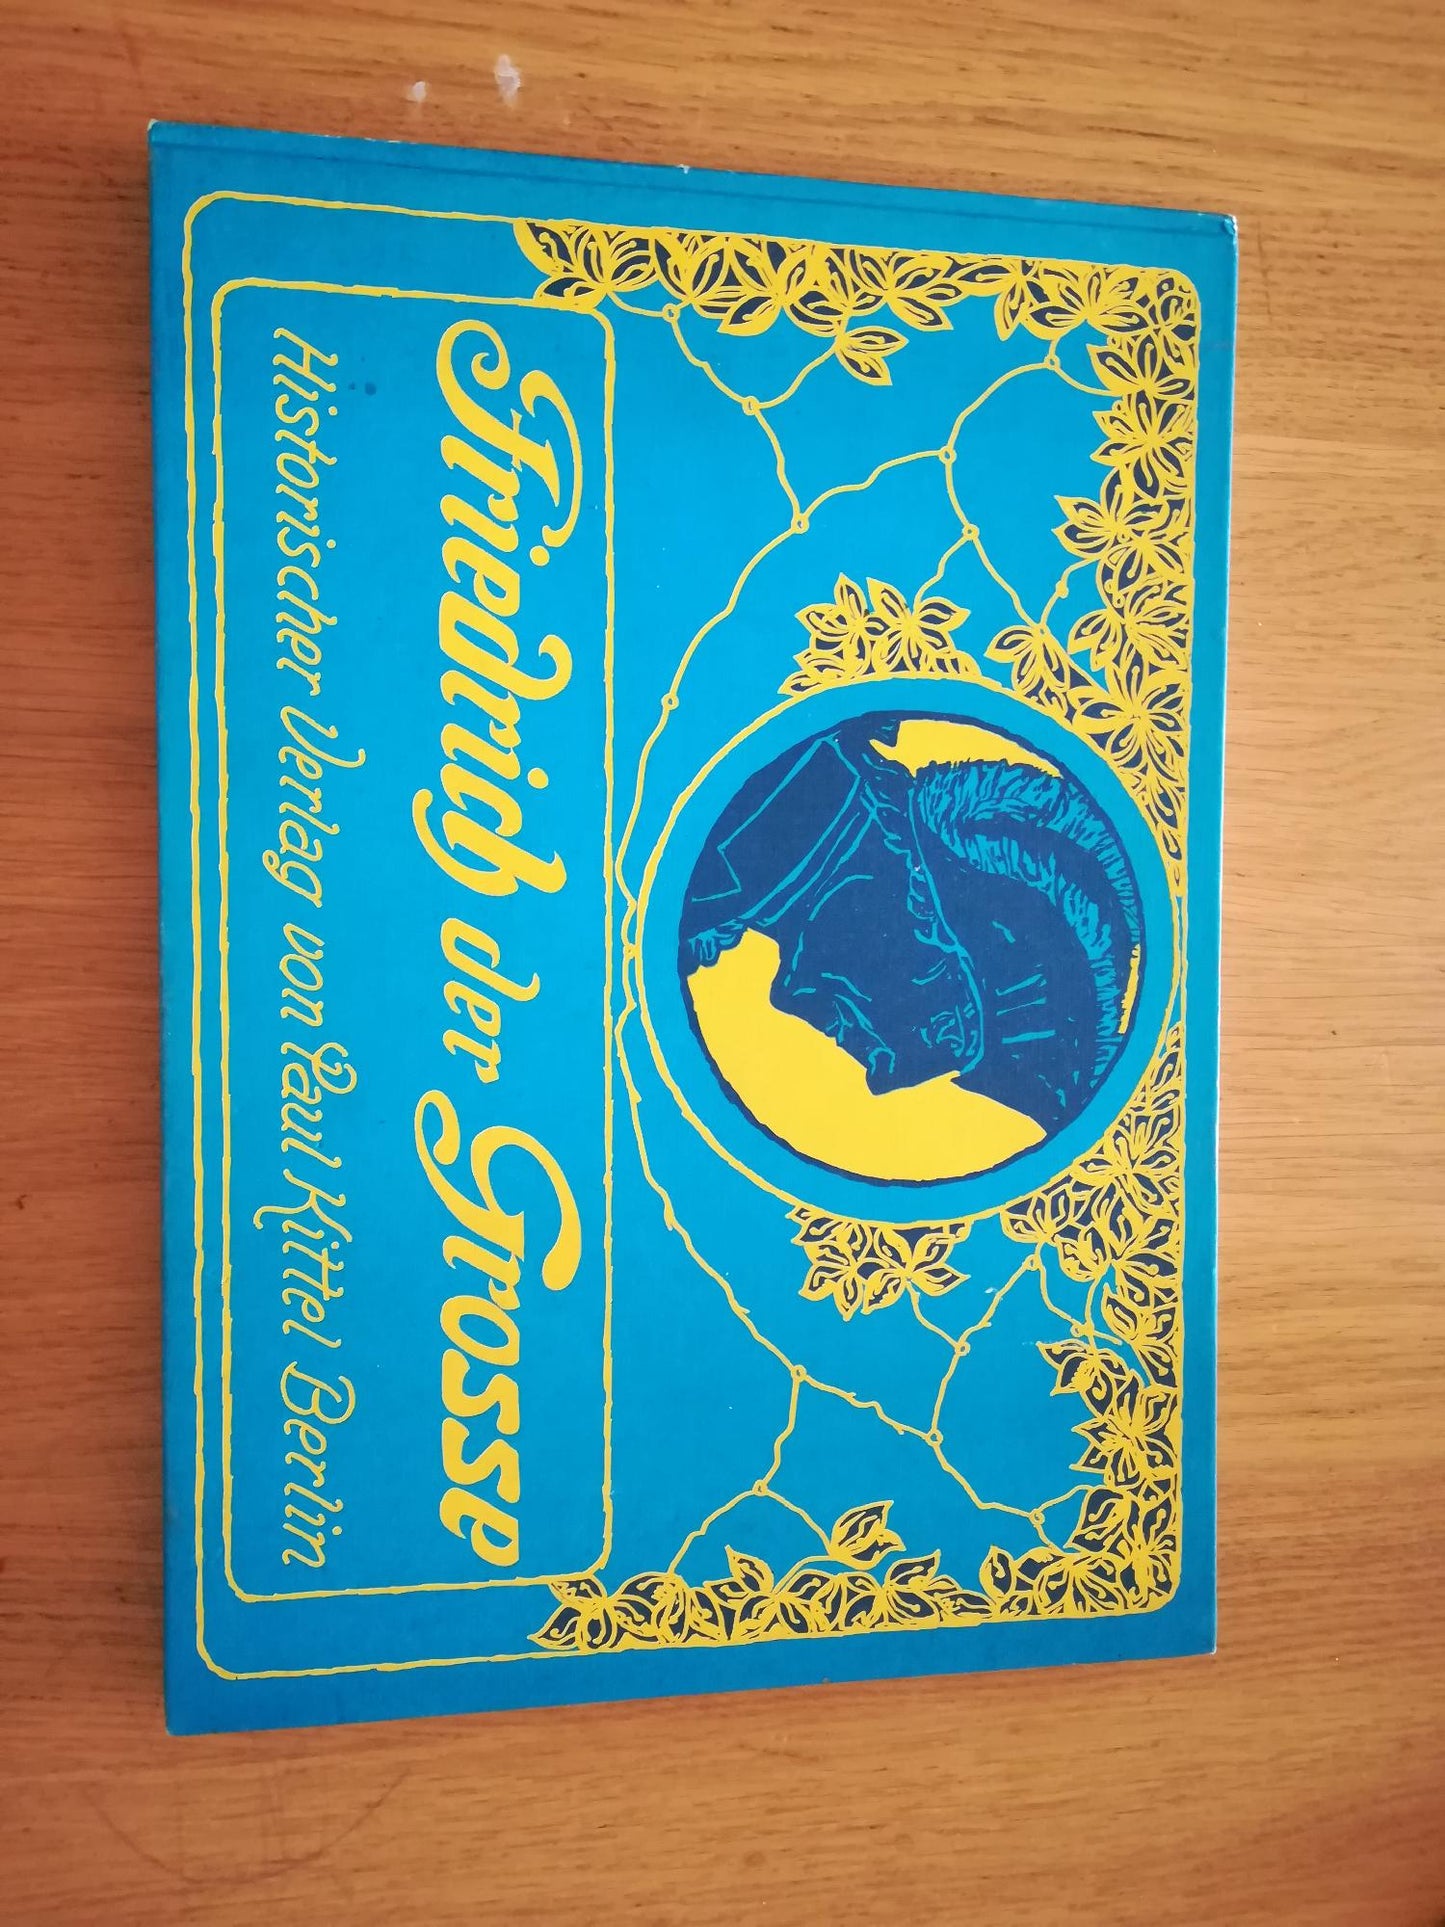 Friedrich der Grosse
Historischer Verlag von Paul Kittel Berlin